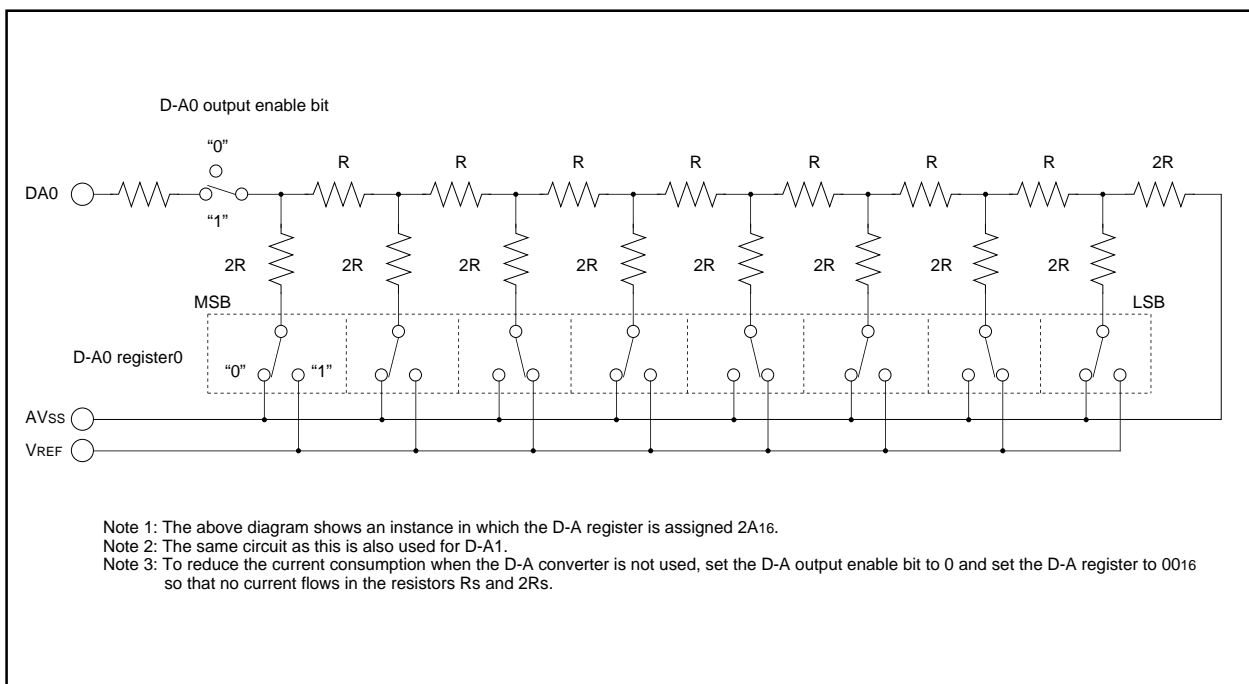 D-A0 output enable bit
“0”
R R R R R R R 2R
DA0
“1”
2R 2R 2R 2R 2R 2R 2R 2R
MSB LSB
D-A0 register0
“0” “1”
AVSS
VREF
Note 1: The above diagram shows an instance in which the D-A register is assigned 2A16.
Note 2: The same circuit as this is also used for D-A1.
Note 3: To reduce the current consumption when the D-A converter is not used, set the D-A output enable bit to 0 and set the D-A register to 0016
so that no current flows in the resistors Rs and 2Rs.